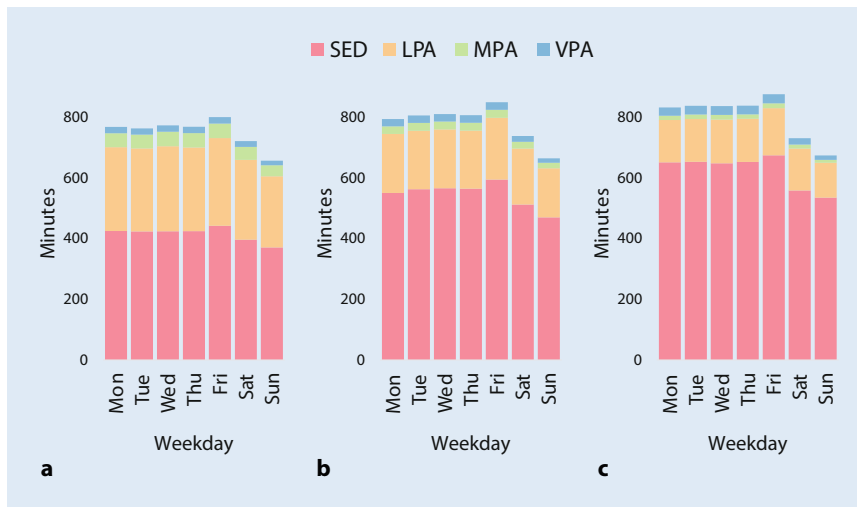 SED LPA MPA VPA
Minutes
800
600
400
200
0
Mon Tue Wed Thu Fri Sat Sun
Weekday
a
Minutes
800
600
400
200
0
Mon Tue Wed Thu Fri Sat Sun
Weekday
b
Minutes
800
600
400
200
0
Mon Tue Wed Thu Fri Sat Sun
Weekday
c